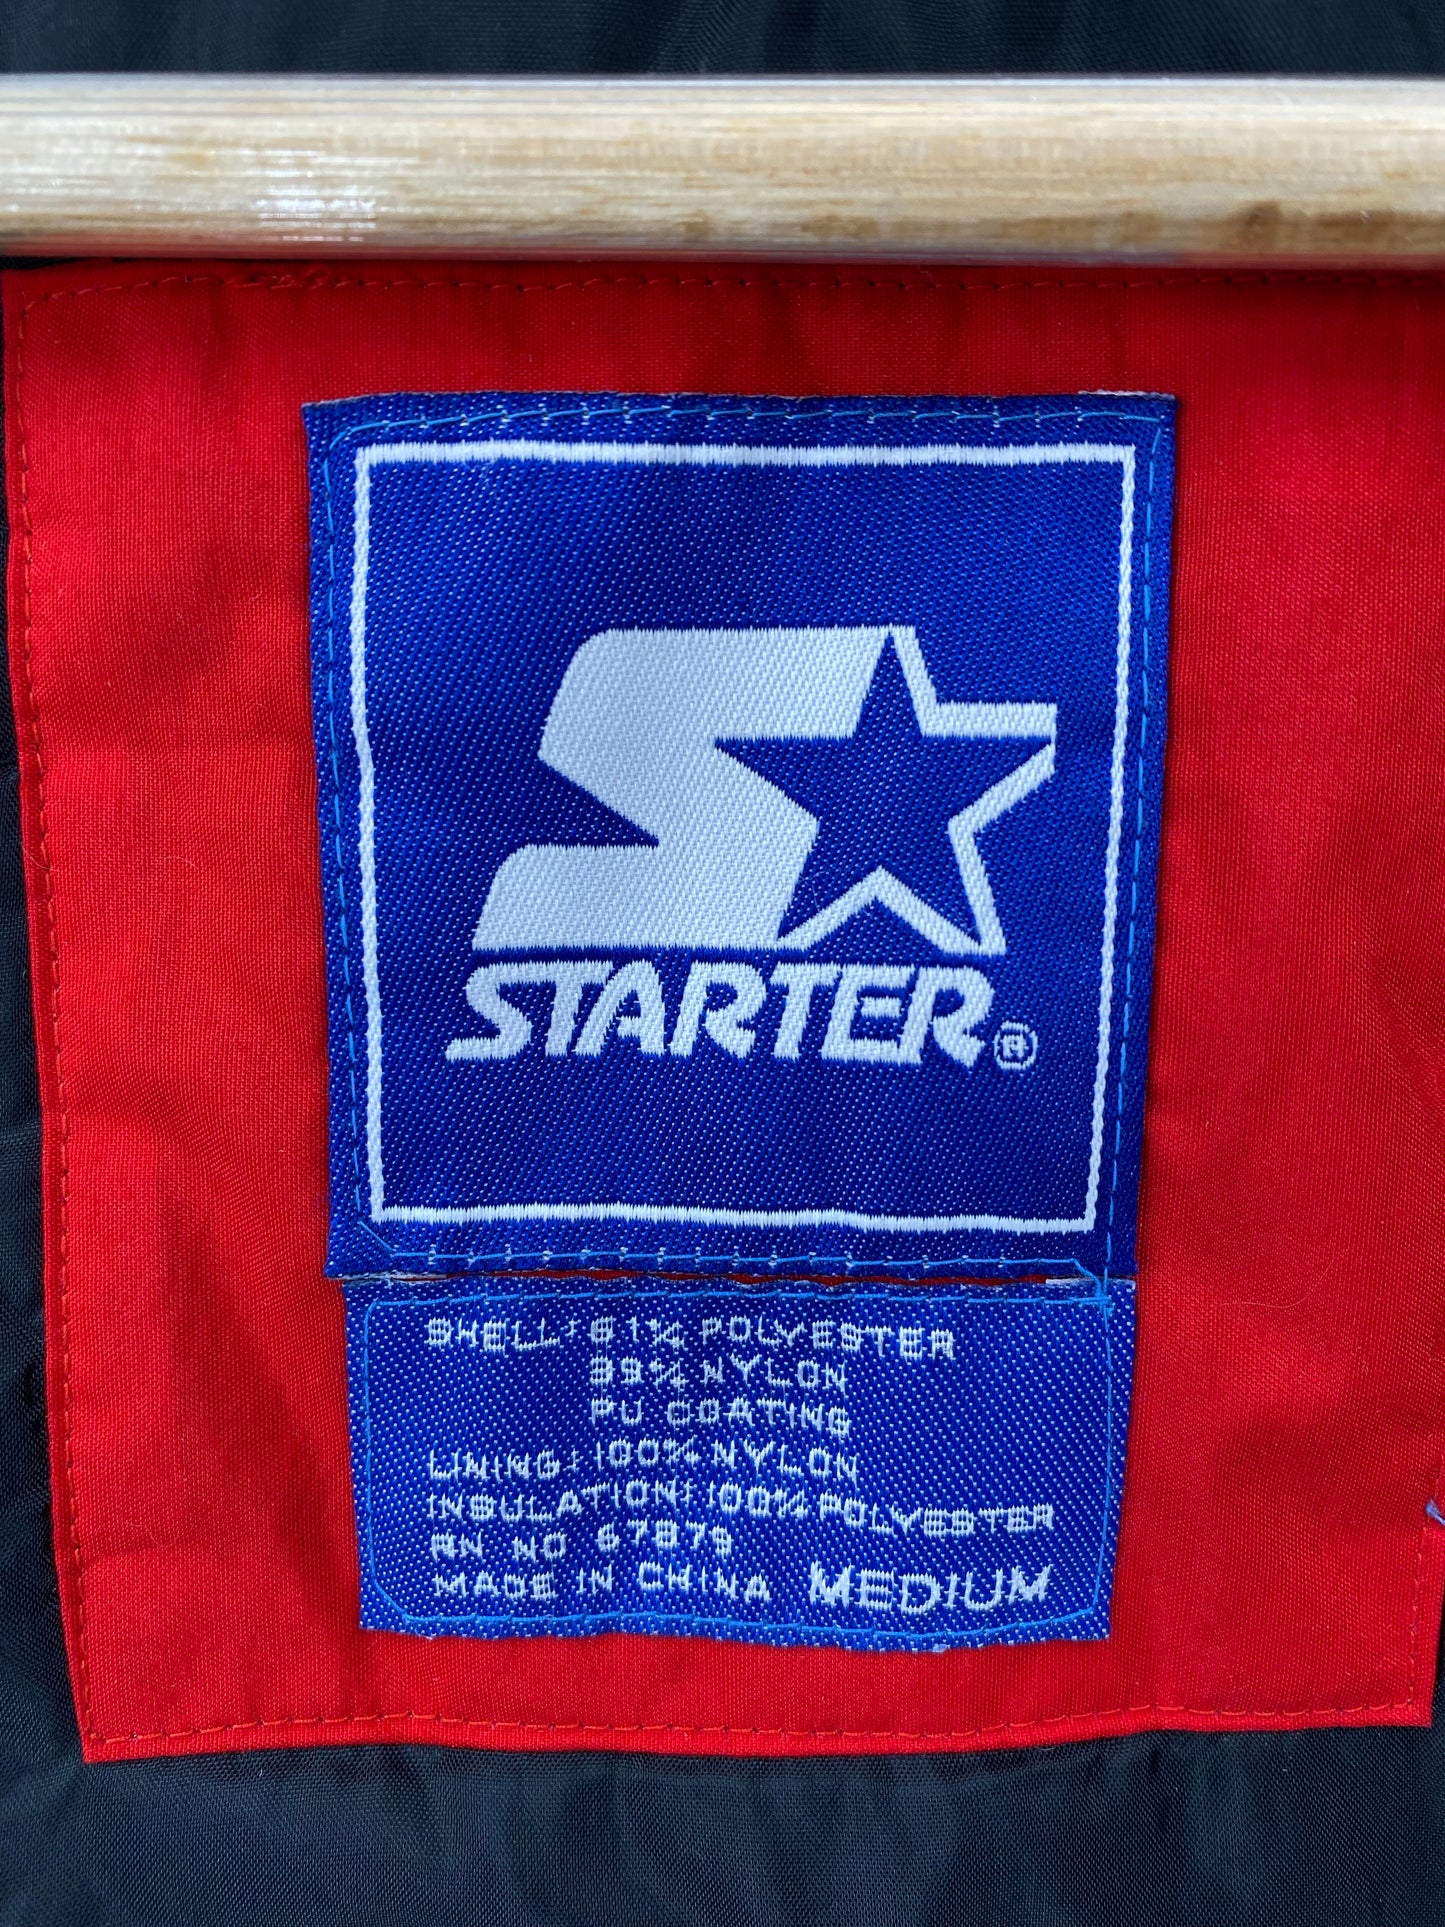 STARTER®
SHELL: 61% POLYESTER
39% NYLON
PU COATING
LINING: 100% NYLON
INSULATION: 100% POLYESTER
RN NO 67879
MADE IN CHINA MEDIUM